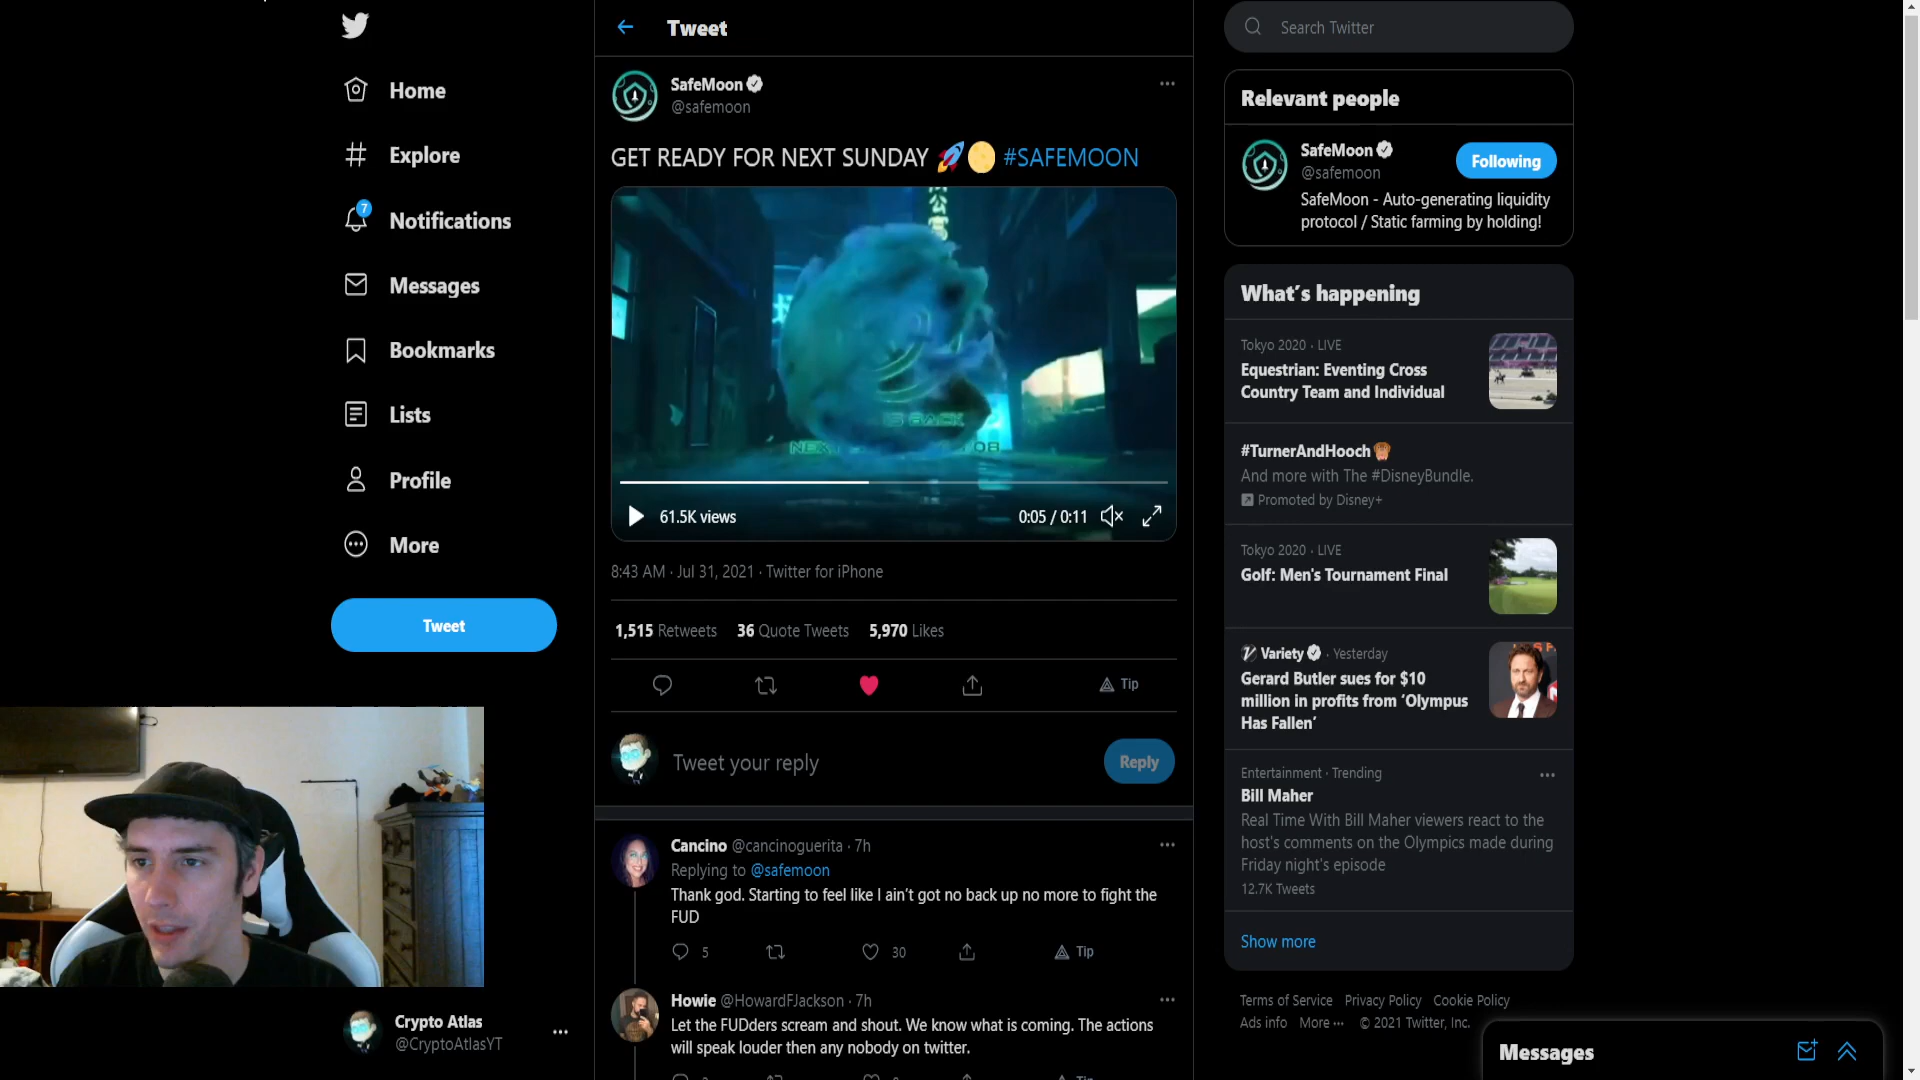 Home
Explore
7
Notifications
Messages
Bookmarks
Lists
Profile
More
Tweet
Crypto Atlas
@CryptoAtlasYT
Tweet
SafeMoon
@safemoon
GET READY FOR NEXT SUNDAY 🚀🌕 #SAFEMOON
公寓
IS BACK
61.5K views
0:05 / 0:11
8:43 AM · Jul 31, 2021 · Twitter for iPhone
1,515 Retweets 36 Quote Tweets 5,970 Likes
Tip
Tweet your reply
Reply
Cancino @cancinoguerita · 7h
Replying to @safemoon
Thank god. Starting to feel like I ain't got no back up no more to fight the
FUD
5
30
Tip
Howie @HowardFJackson · 7h
Let the FUDders scream and shout. We know what is coming. The actions
will speak louder then any nobody on twitter.
Search Twitter
Relevant people
SafeMoon
Following
@safemoon
SafeMoon - Auto-generating liquidity
protocol / Static farming by holding!
What's happening
Tokyo 2020 · LIVE
Equestrian: Eventing Cross
Country Team and Individual
#TurnerAndHooch
And more with The #DisneyBundle.
Promoted by Disney+
Tokyo 2020 · LIVE
Golf: Men's Tournament Final
Variety · Yesterday
Gerard Butler sues for $10
million in profits from 'Olympus
Has Fallen'
Entertainment · Trending
Bill Maher
Real Time With Bill Maher viewers react to the
host's comments on the Olympics made during
Friday night's episode
12.7K Tweets
Show more
Terms of Service Privacy Policy Cookie Policy
Ads info More ··· © 2021 Twitter, Inc.
Messages